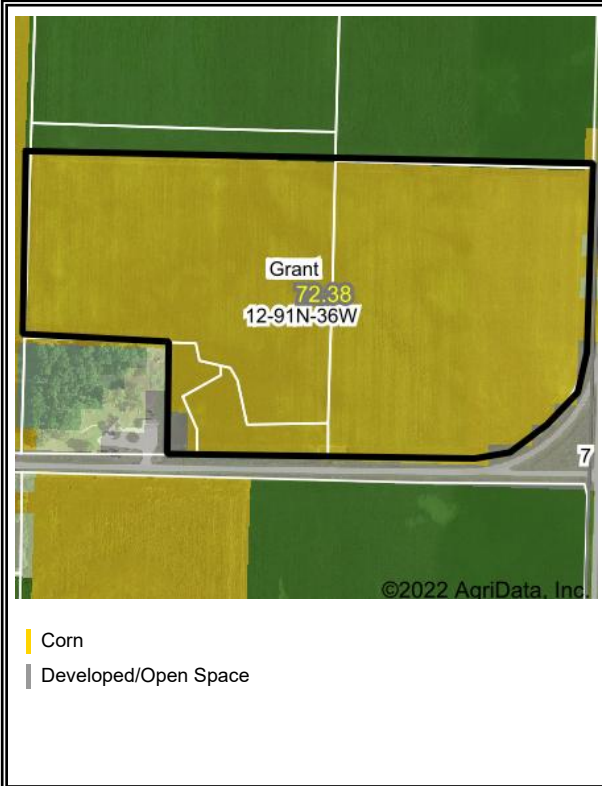 Grant
72.38
12-91N-36W
7
©2022 AgriData, Inc.
Corn
Developed/Open Space